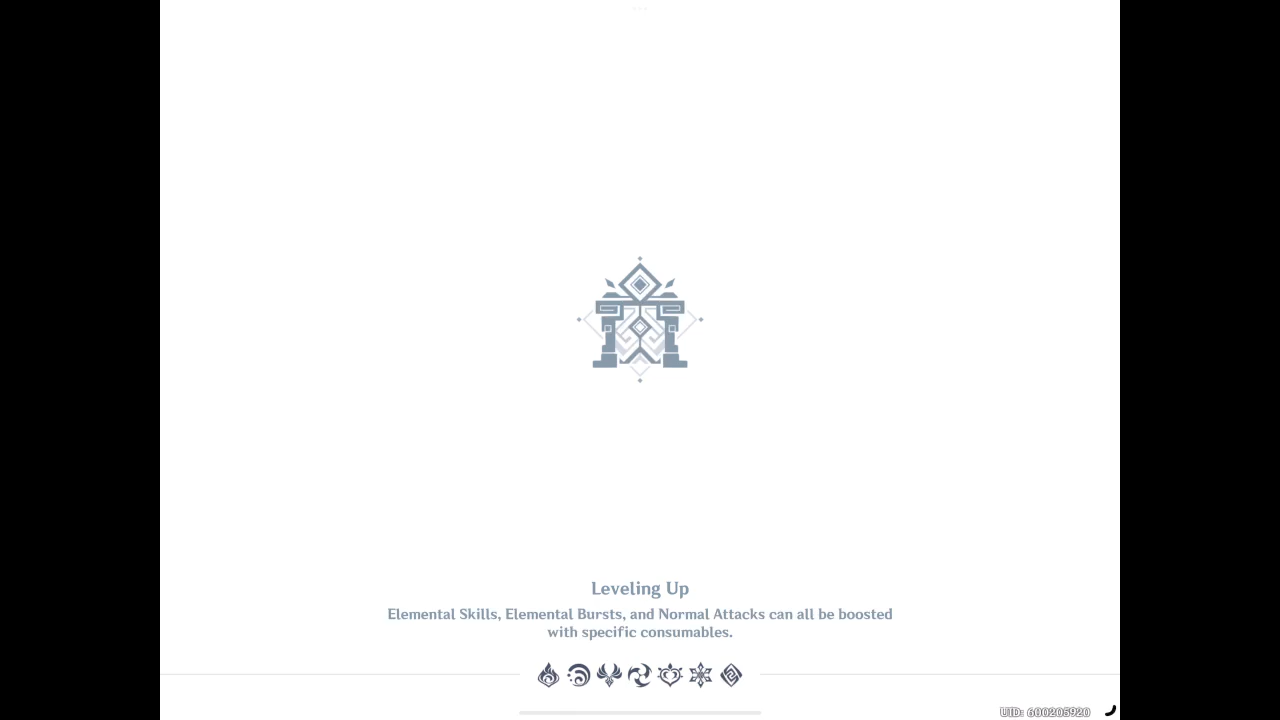 Leveling Up
Elemental Skills, Elemental Bursts, and Normal Attacks can all be boosted
with specific consumables.
UID: 600205920